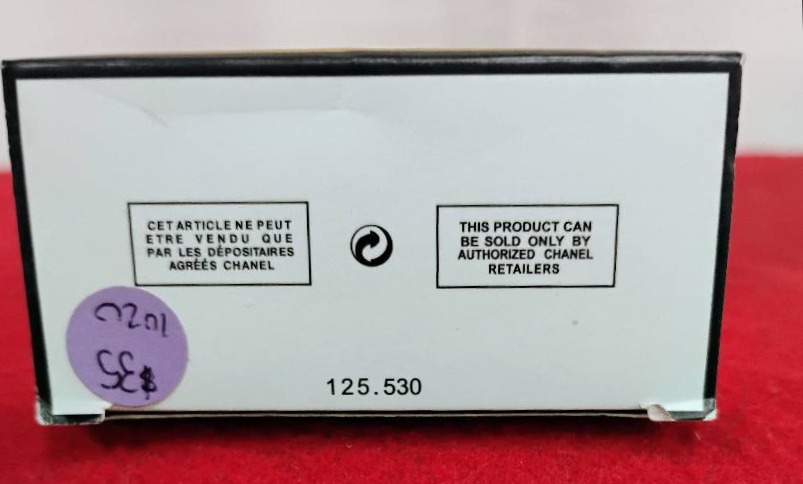 CET ARTICLE NE PEUT
ETRE VENDU QUE
PAR LES DÉPOSITAIRES
AGRÉÉS CHANEL
THIS PRODUCT CAN
BE SOLD ONLY BY
AUTHORIZED CHANEL
RETAILERS
$35
125.530